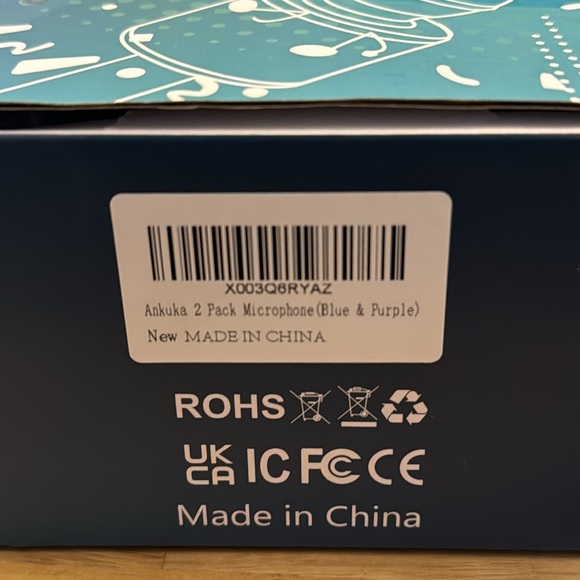 X003Q6RYAZ
Ankuka 2 Pack Microphone(Blue & Purple)
New MADE IN CHINA
ROHS
UK
CA IC FC CE
Made in China